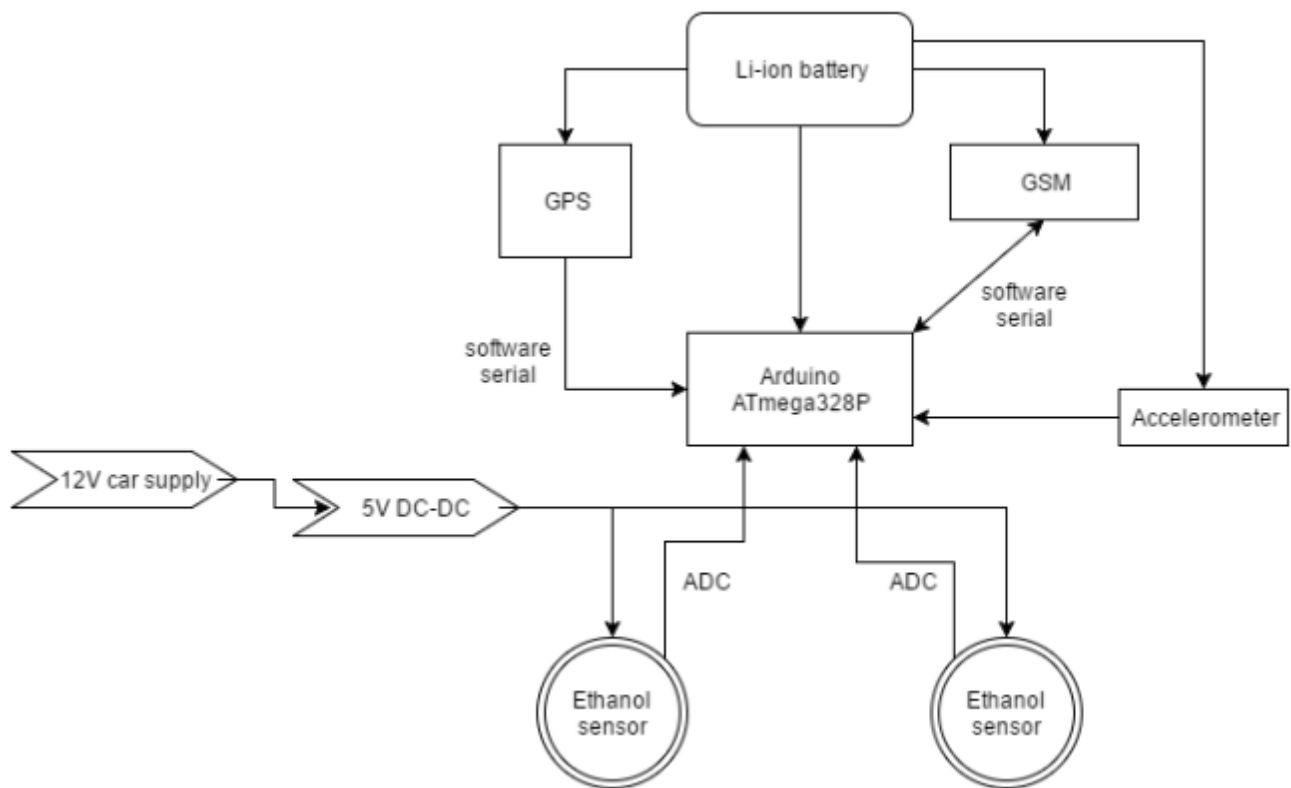 Li-ion battery
GPS
GSM
software
serial
software
serial
Arduino
ATmega328P
Accelerometer
12V car supply
5V DC-DC
ADC
ADC
Ethanol
sensor
Ethanol
sensor